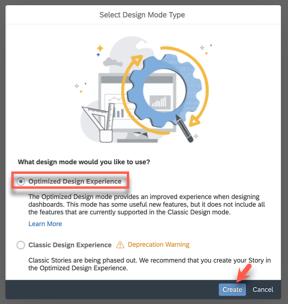 Select Design Mode Type
What design mode would you like to use?
Optimized Design Experience
The Optimized Design mode provides an improved experience when designing
dashboards. This mode has some useful new features, but it does not include all
the features that are currently supported in the Classic Design mode.
Learn More
Classic Design Experience Deprecation Warning
Classic Stories are being phased out. We recommend that you create your Story in
the Optimized Design Experience.
Create Cancel